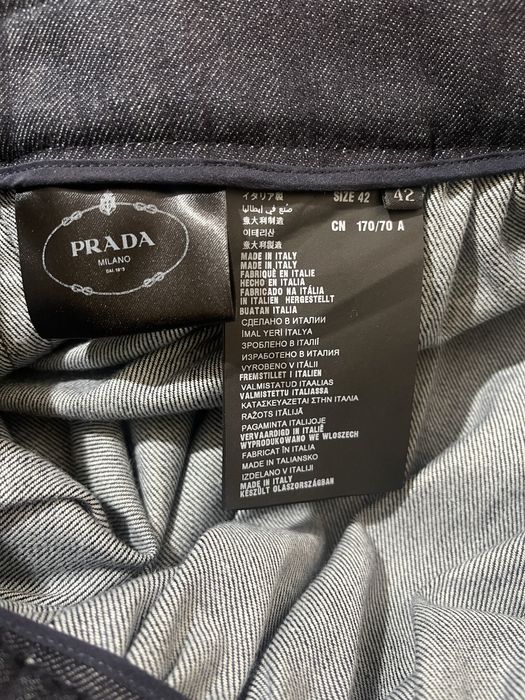 PRADA
MILANO
DAL 1913
イタリア製
صنع في إيطاليا
意大利制造
이태리산
意大利製造
MADE IN ITALY
MADE IN ITALY
FABRIQUÉ EN ITALIE
HECHO EN ITALIA
FABRICADO NA ITÁLIA
IN ITALIEN HERGESTELLT
BUATAN ITALIA
СДЕЛАНО В ИТАЛИИ
İMAL YERİ İTALYA
ЗРОБЛЕНО В ІТАЛІЇ
ИЗРАБОТЕНО В ИТАЛИЯ
VYROBENO V ITÁLII
FREMSTILLET I ITALIEN
VALMISTATUD ITAALIAS
VALMISTETTU ITALIASSA
ΚΑΤΑΣΚΕΥΑΖΕΤΑΙ ΣΤΗΝ ΙΤΑΛΙΑ
RAŽOTS ITĀLIJĀ
PAGAMINTA ITALIJOJE
VERVAARDIGD IN ITALIË
WYPRODUKOWANO WE WLOSZECH
FABRICAT ÎN ITALIA
MADE IN TALIANSKO
IZDELANO V ITALIJI
MADE IN ITALY
KÉSZÜLT OLASZORSZÁGBAN
SIZE 42
42
CN 170/70 A